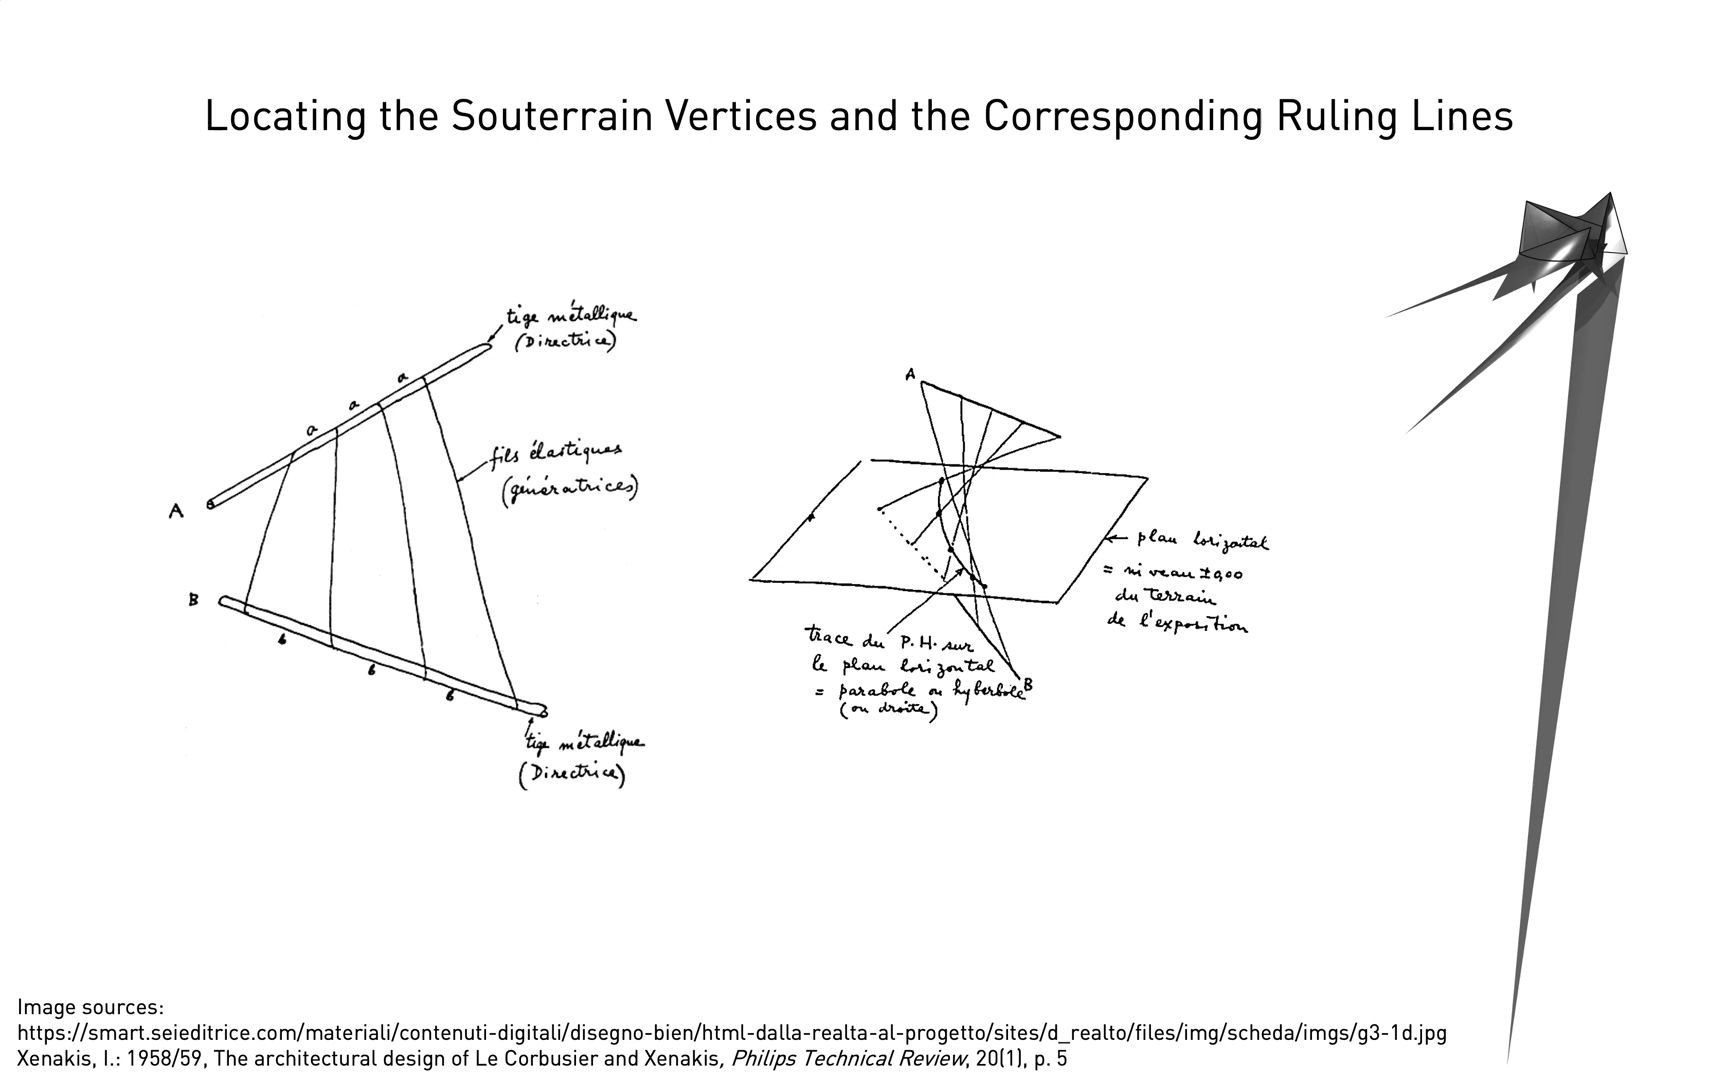 Locating the Souterrain Vertices and the Corresponding Ruling Lines
tige métallique
(Directrice)
a
a
a
fils élastiques
(génératrices)
A
B
b
b
b
tige métallique
(Directrice)
A
plan horizontal
= niveau ±0,00
du terrain
de l'exposition
trace du P.H. sur
le plan horizontal
= parabole ou hyberbole
(ou droite)
B
Image sources:
https://smart.seieditrice.com/materiali/contenuti-digitali/disegno-bien/html-dalla-realta-al-progetto/sites/d_realto/files/img/scheda/imgs/g3-1d.jpg
Xenakis, I.: 1958/59, The architectural design of Le Corbusier and Xenakis, Philips Technical Review, 20(1), p. 5